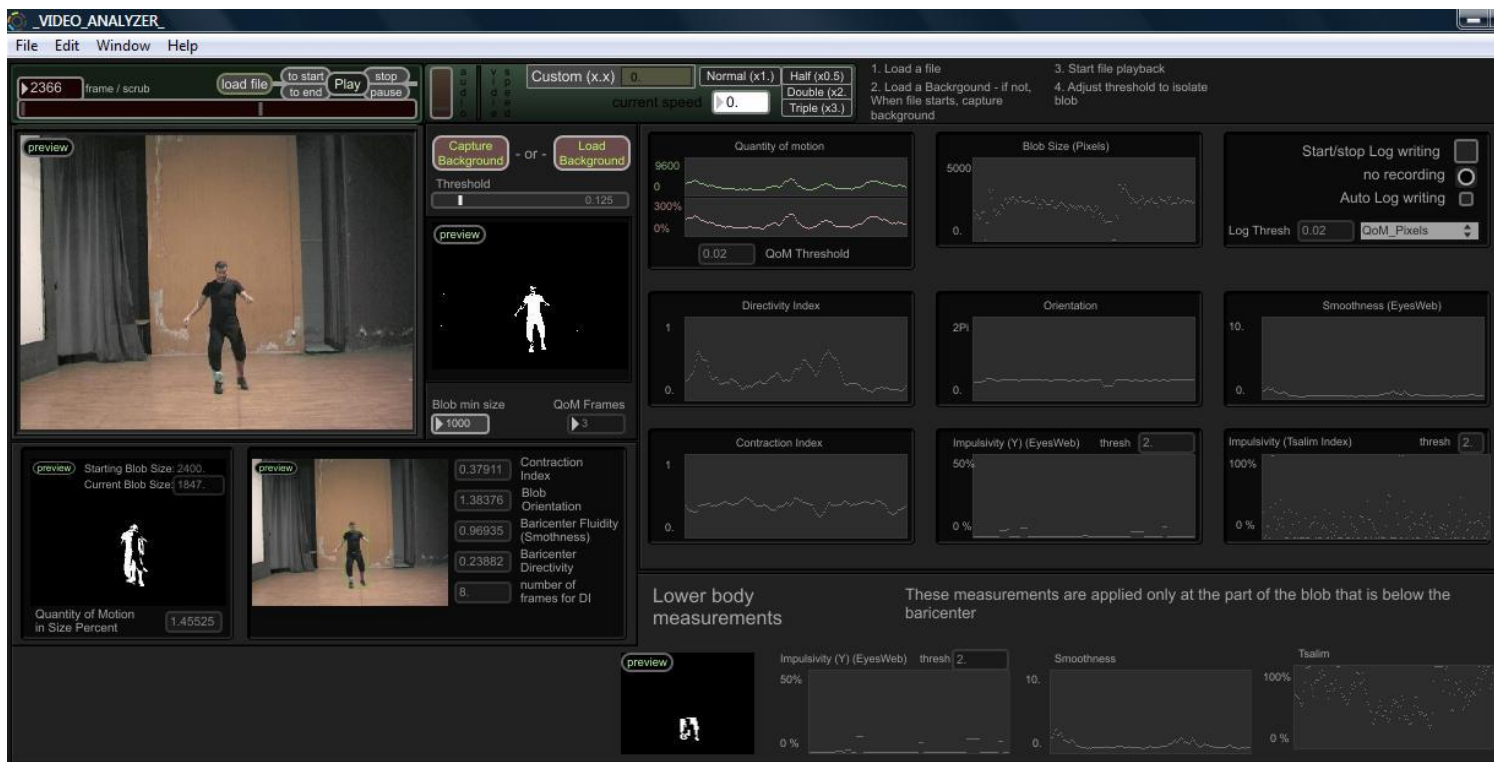 _VIDEO_ANALYZER_
File Edit Window Help
2366 frame / scrub
load file
to start
to end
Play
stop
pause
audio
video
speed
Custom (x.x) 0.
current speed 0.
Normal (x1.)
Half (x0.5)
Double (x2.
Triple (x3.)
1. Load a file
2. Load a Backrgound - if not,
When file starts, capture
background
3. Start file playback
4. Adjust threshold to isolate
blob
preview
Capture
Background
- or -
Load
Background
Threshold
0.125
preview
Blob min size
1000
QoM Frames
3
preview
Starting Blob Size: 2400.
Current Blob Size: 1847.
Quantity of Motion
in Size Percent
1.45525
preview
0.37911 Contraction
Index
1.38376 Blob
Orientation
0.96935 Baricenter Fluidity
(Smothness)
0.23882 Baricenter
Directivity
8. number of
frames for DI
Quantity of motion
9600
0
300%
0%
0.02 QoM Threshold
Blob Size (Pixels)
5000
0.
Start/stop Log writing
no recording
Auto Log writing
Log Thresh 0.02 QoM_Pixels
Directivity Index
1
0.
Orientation
2Pi
0.
Smoothness (EyesWeb)
10.
0.
Contraction Index
1
0.
Impulsivity (Y) (EyesWeb) thresh 2.
50%
0 %
Impulsivity (Tsalim Index) thresh 2.
100%
0 %
Lower body
measurements
These measurements are applied only at the part of the blob that is below the
baricenter
preview
Impulsivity (Y) (EyesWeb) thresh 2.
50%
0 %
Smoothness
10.
0.
Tsalim
100%
0 %